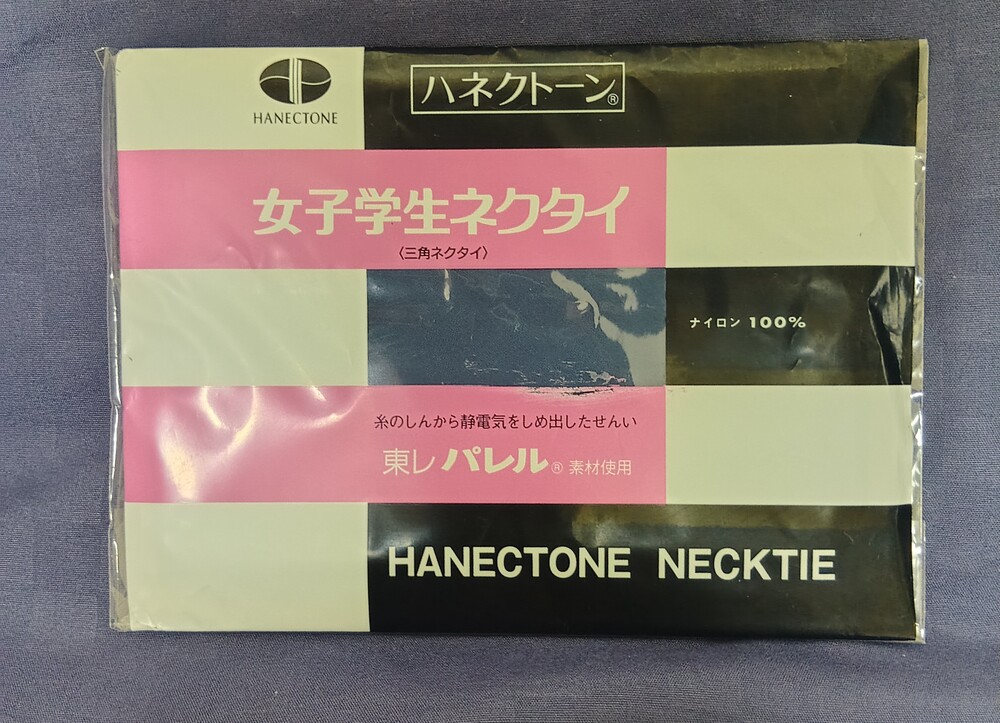 HANECTONE
ハネクトーン®
女子学生ネクタイ
〈三角ネクタイ〉
ナイロン 100%
糸のしんから静電気をしめ出したせんい
東レ パレル® 素材使用
HANECTONE NECKTIE